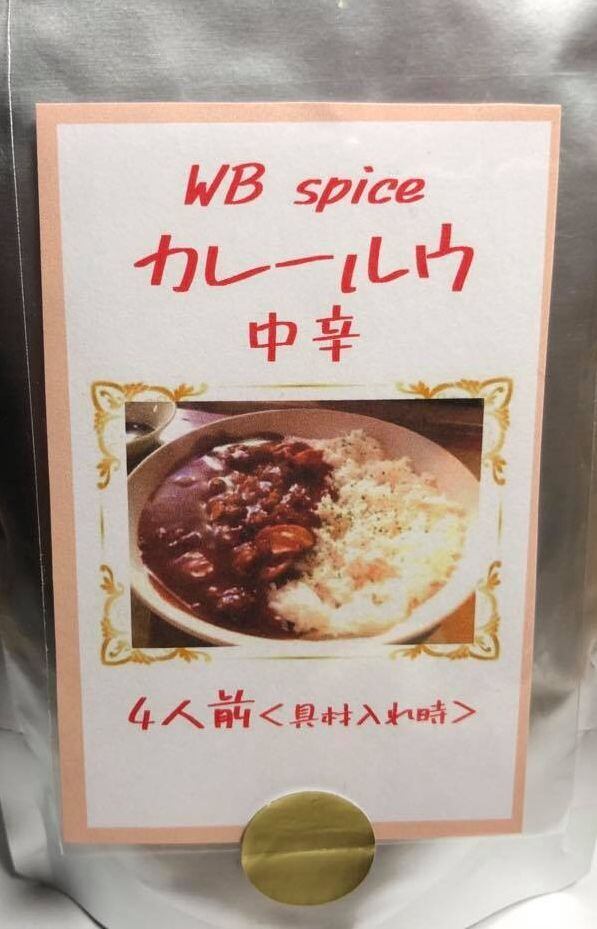 WB spice
カレールウ
中辛
4人前<具材入れ時>